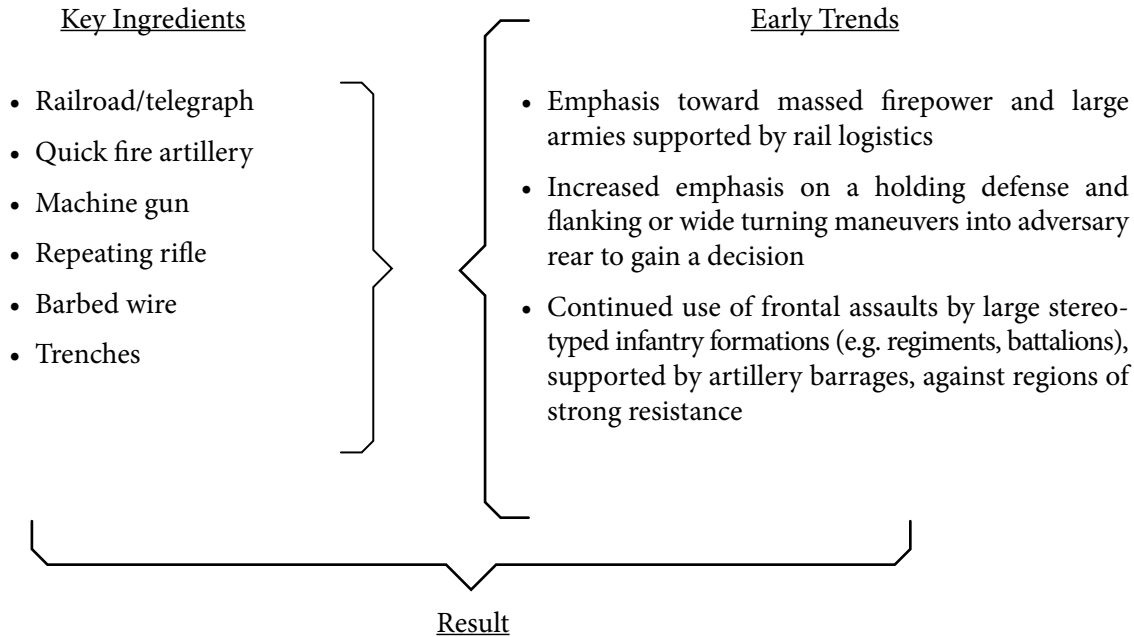 Key Ingredients
• Railroad/telegraph
• Quick fire artillery
• Machine gun
• Repeating rifle
• Barbed wire
• Trenches
Early Trends
• Emphasis toward massed firepower and large
armies supported by rail logistics
• Increased emphasis on a holding defense and
flanking or wide turning maneuvers into adversary
rear to gain a decision
• Continued use of frontal assaults by large stereo-
typed infantry formations (e.g. regiments, battalions),
supported by artillery barrages, against regions of
strong resistance
Result